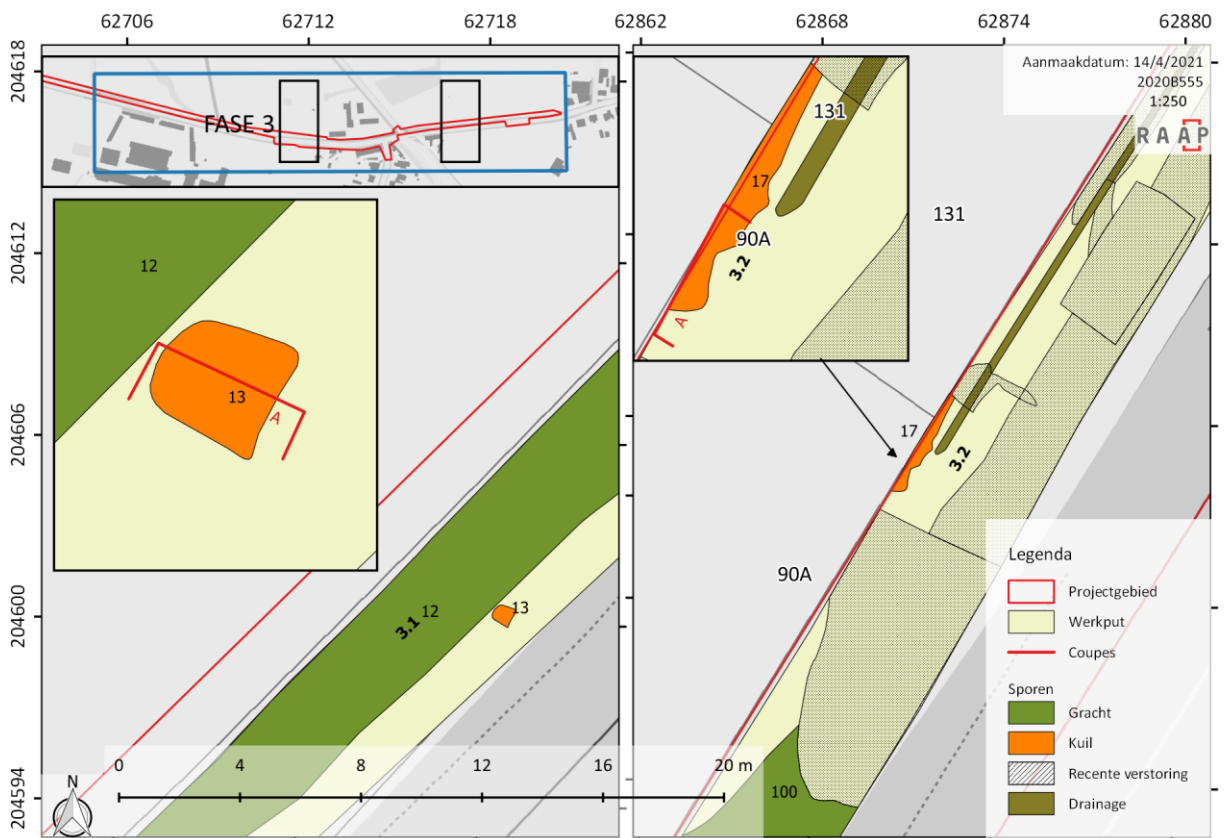 62706 62712 62718 62862 62868 62874 62880
204618
204612
204606
204600
204594
FASE 3
Aanmaakdatum: 14/4/2021
2020B555
1:250
RAAP
12
13
A
131
17
90A
3.2
A
131
17
3.2
90A
12
13
3.1
100
0 4 8 12 16 20 m
N
Legenda
Projectgebied
Werkput
Coupes
Sporen
Gracht
Kuil
Recente verstoring
Drainage